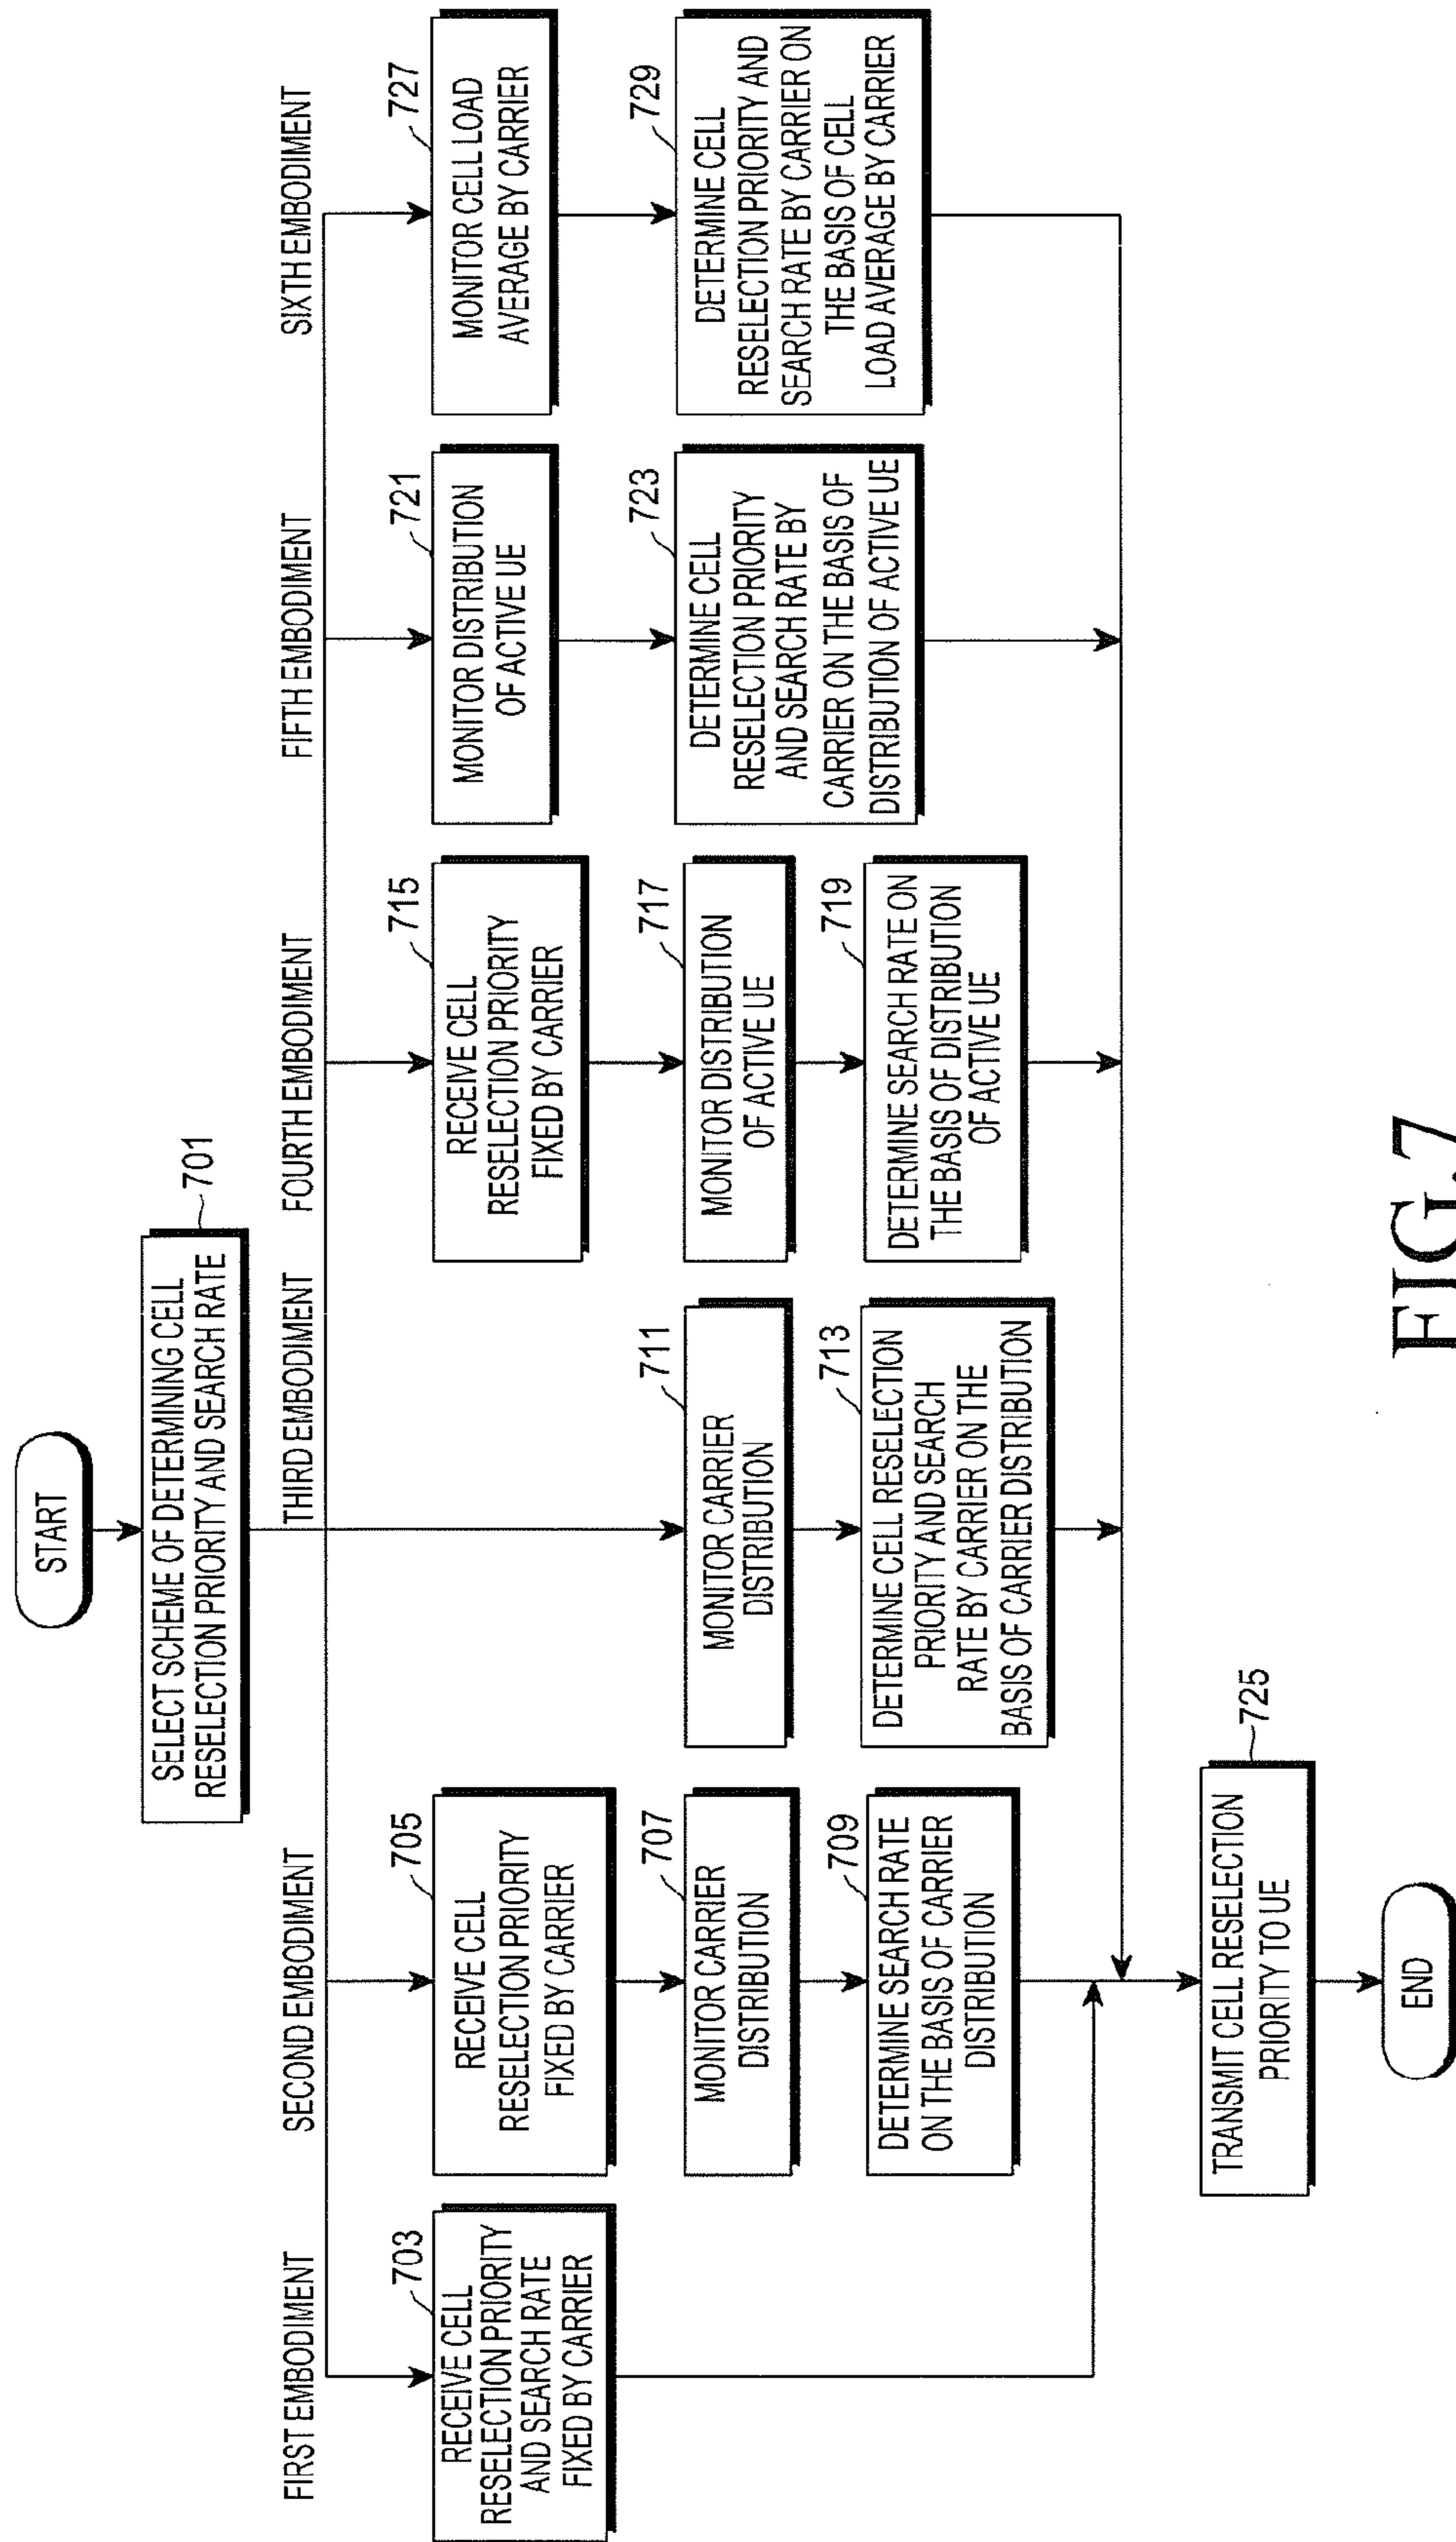 START
701
SELECT SCHEME OF DETERMINING CELL
RESELECTION PRIORITY AND SEARCH RATE
FIRST EMBODIMENT
SECOND EMBODIMENT
THIRD EMBODIMENT
FOURTH EMBODIMENT
FIFTH EMBODIMENT
SIXTH EMBODIMENT
703
RECEIVE CELL
RESELECTION PRIORITY
AND SEARCH RATE
FIXED BY CARRIER
705
RECEIVE CELL
RESELECTION PRIORITY
FIXED BY CARRIER
707
MONITOR CARRIER
DISTRIBUTION
709
DETERMINE SEARCH RATE
ON THE BASIS OF CARRIER
DISTRIBUTION
711
MONITOR CARRIER
DISTRIBUTION
713
DETERMINE CELL RESELECTION
PRIORITY AND SEARCH
RATE BY CARRIER ON THE
BASIS OF CARRIER DISTRIBUTION
715
RECEIVE CELL
RESELECTION PRIORITY
FIXED BY CARRIER
717
MONITOR DISTRIBUTION
OF ACTIVE UE
719
DETERMINE SEARCH RATE ON
THE BASIS OF DISTRIBUTION
OF ACTIVE UE
721
MONITOR DISTRIBUTION
OF ACTIVE UE
723
DETERMINE CELL
RESELECTION PRIORITY
AND SEARCH RATE BY
CARRIER ON THE BASIS OF
DISTRIBUTION OF ACTIVE UE
727
MONITOR CELL LOAD
AVERAGE BY CARRIER
729
DETERMINE CELL
RESELECTION PRIORITY AND
SEARCH RATE BY CARRIER ON
THE BASIS OF CELL
LOAD AVERAGE BY CARRIER
725
TRANSMIT CELL RESELECTION
PRIORITY TO UE
END
FIG.7